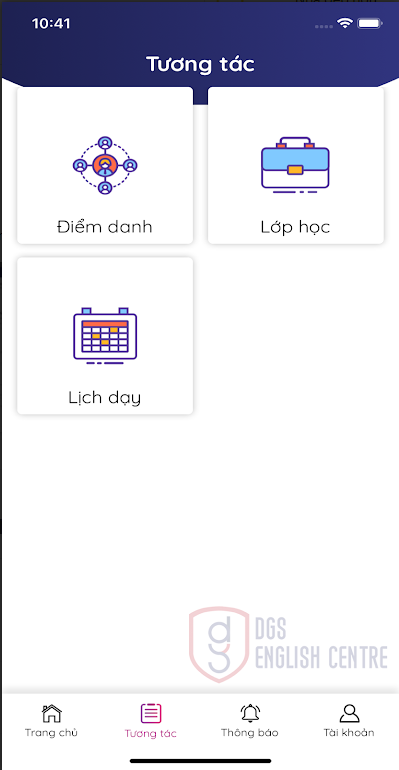 10:41
Tương tác
Điểm danh
Lớp học
Lịch dạy
DGS
ENGLISH CENTRE
Trang chủ
Tương tác
Thông báo
Tài khoản